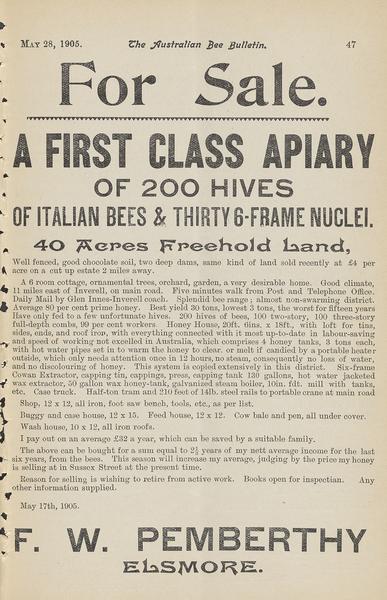 MAY 28, 1905. The Australian Bee Bulletin. 47
For Sale.
A FIRST CLASS APIARY
OF 200 HIVES
OF ITALIAN BEES & THIRTY 6-FRAME NUCLEI.
40 Acres Freehold Land,
Well fenced, good chocolate soil, two deep dams, same kind of land sold recently at £4 per
acre on a cut up estate 2 miles away.
A 6 room cottage, ornamental trees, orchard, garden, a very desirable home. Good climate,
11 miles east of Inverell, on main road. Five minutes walk from Post and Telephone Office.
Daily Mail by Glen Innes-Inverell coach. Splendid bee range; almost non-swarming district.
Average 89 per cent prime honey. Best yield 30 tons, lowest 3 tons, the worst for fifteen years
Have only fed to a few unfortunate hives. 200 hives of bees, 100 two-story, 100 three-story
full-depth combs, 99 per cent workers. Honey House, 20ft. 6ins. x 18ft., with loft for tins,
sides, ends, and roof iron, with everything connected with it most up-to-date in labour-saving
and speed of working not excelled in Australia, which comprises 4 honey tanks, 3 tons each,
with hot water pipes set in to warm the honey to clear. or melt if candied by a portable heater
outside, which only needs attention once in 12 hours, no steam, consequently no loss of water,
and no discolouring of honey. This system is copied extensively in this district. Six-frame
Cowan Extractor, capping can, cappings, press, capping tank 130 gallons, hot water jacketed
wax extractor, 50 gallon wax honey-tank, galvanized steam boiler, 10in. fdt. mill with tanks,
etc. Case truck. Half-ton tram and 210 feet of 14lb. steel rails to portable crane at main road
Shop, 12 x 12, all iron, foot saw bench, tools, etc., as per list.
Buggy and case house, 12 x 15. Feed house, 12 x 12. Cow bale and pen, all under cover.
Wash house, 10 x 12, all iron roofs.
I pay out on an average £32 a year, which can be saved by a suitable family.
The above can be bought for a sum equal to 2½ years of my nett average income for the last
six years, from the bees. This season will increase my average, judging by the price my honey
is selling at in Sussex Street at the present time.
Reason for selling is wishing to retire from active work. Books open for inspection. Any
other information supplied.
May 17th, 1905.
F. W. PEMBERTHY
ELSMORE.